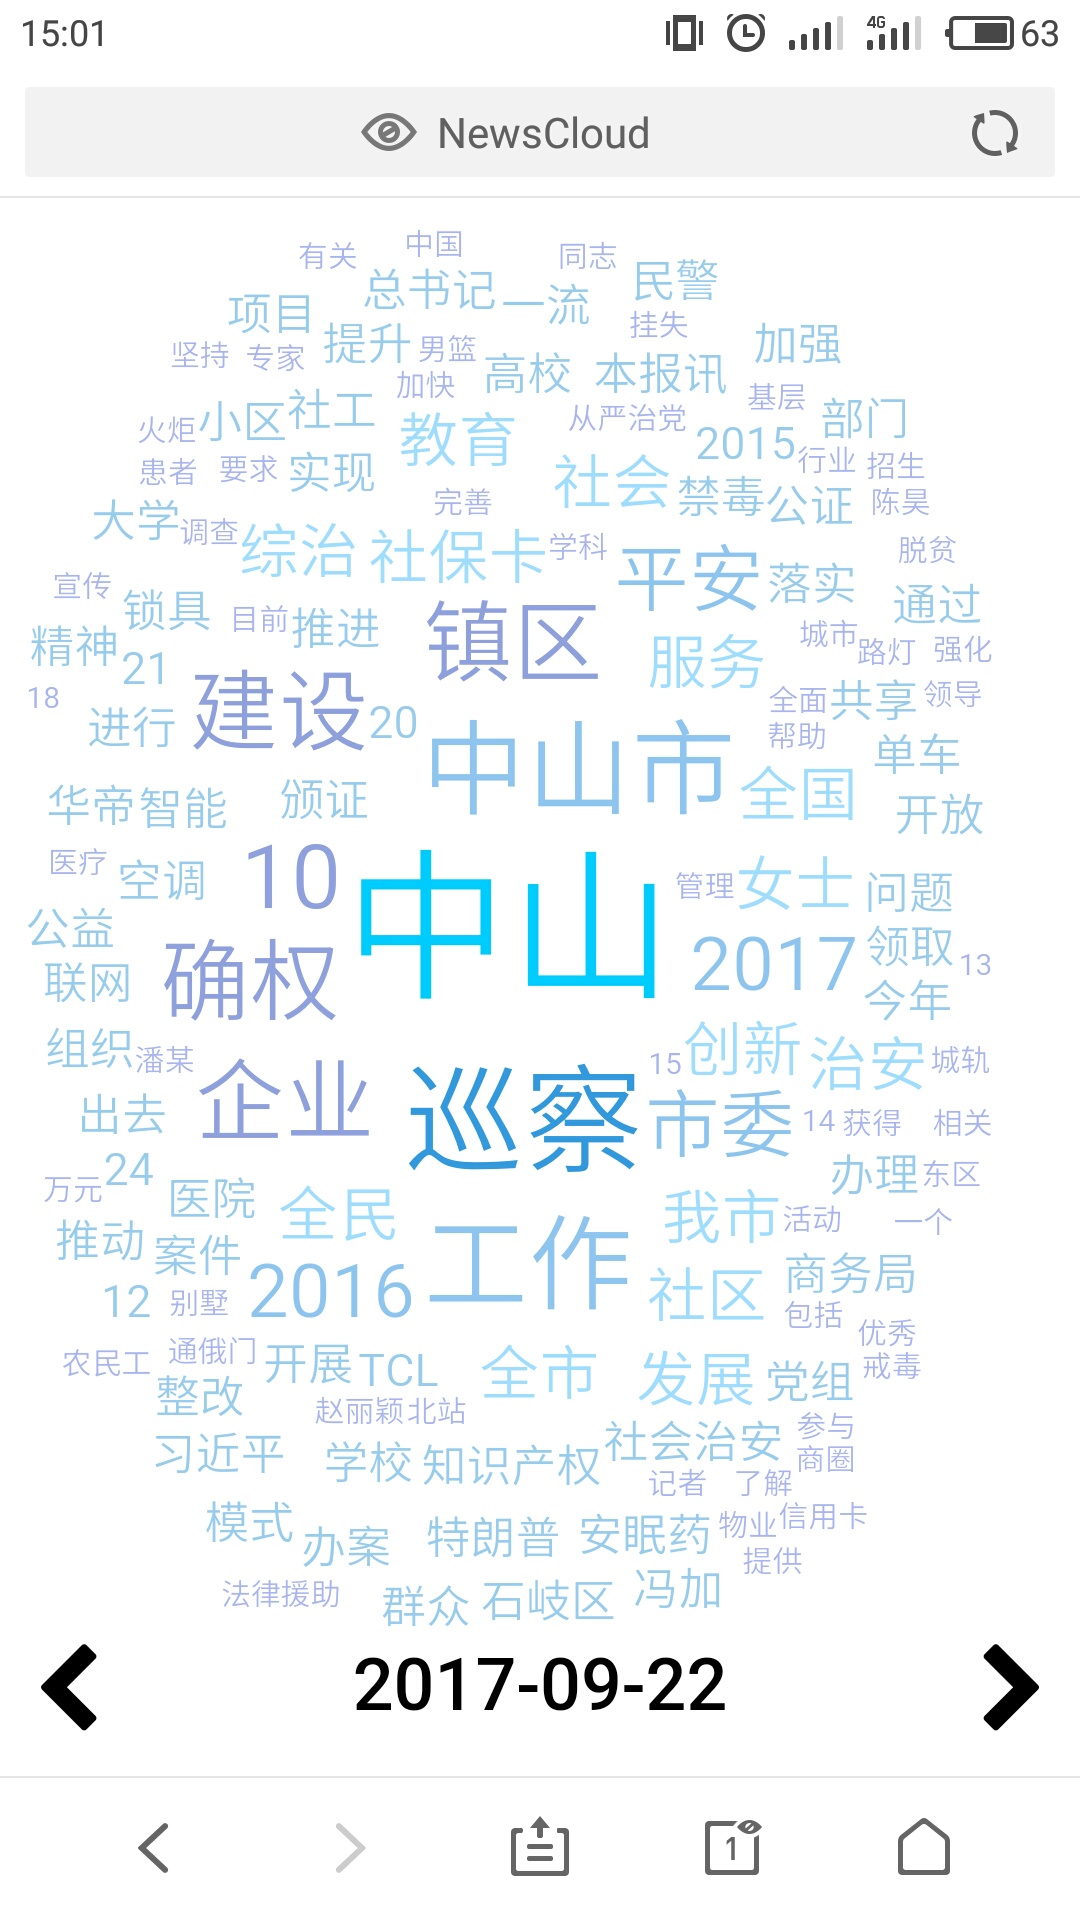 15:01
4G
63
NewsCloud
有关 中国 同志
总书记 一流 民警
项目 提升 男篮 挂失 加强
坚持 专家 加快 高校 本报讯
火炬 小区 社工 教育 从严治党 基层 部门
患者 要求 实现 社会 2015 行业 招生
大学 调查 完善 禁毒 公证 陈昊
综治 社保卡 学科 平安 落实 脱贫
宣传 锁具 目前 推进 镇区 服务 城市 通过
精神 21 路灯 强化
18 进行 建设 20 中山市 全面 共享 领导
帮助 单车
华帝 智能 颁证 全国 开放
医疗 空调 10 中山 管理 女士 问题
公益 确权 2017 领取 13
联网 今年
组织 潘某 15 创新 治安 城轨
出去 企业 巡察 市委 14 获得 相关
万元 24 医院 全民 我市 办理 东区
推动 案件 工作 活动 一个
12 别墅 2016 社区 商务局
包括 优秀
农民工 通俄门 开展 TCL 全市 发展 党组 戒毒
整改 赵丽颖 北站 社会治安 参与
习近平 学校 知识产权 商圈
记者 了解
模式 办案 特朗普 安眠药 物业 信用卡
提供
法律援助 群众 石岐区 冯加
2017-09-22
1